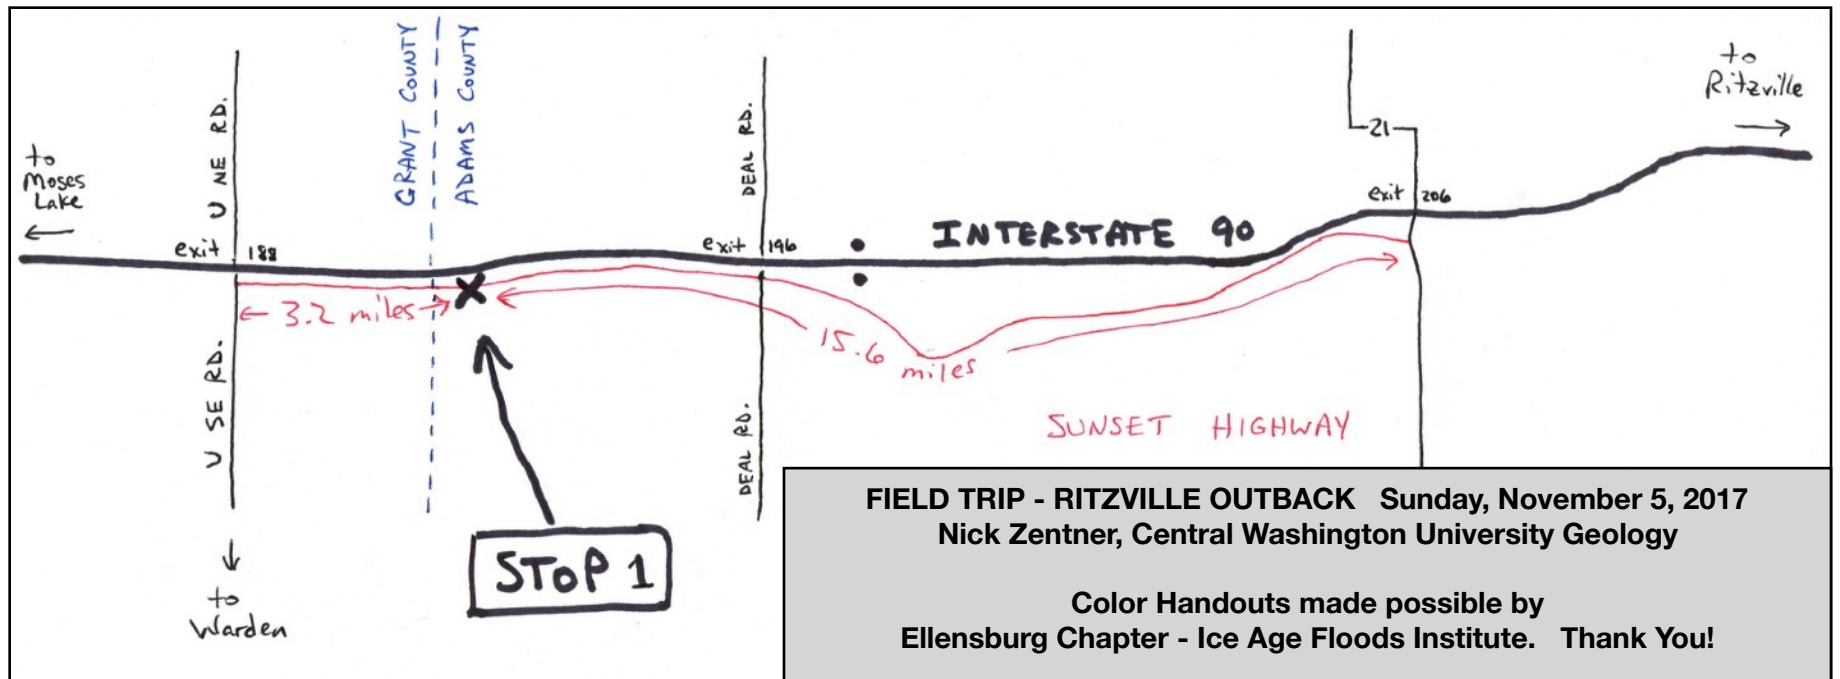 to
Moses
Lake
U NE RD.
GRANT COUNTY
ADAMS COUNTY
DEAL RD.
21
to
Ritzville
exit 188
exit 196
INTERSTATE 90
exit 206
3.2 miles
15.6 miles
U SE RD.
DEAL RD.
SUNSET HIGHWAY
STOP 1
to
Warden
FIELD TRIP - RITZVILLE OUTBACK Sunday, November 5, 2017
Nick Zentner, Central Washington University Geology
Color Handouts made possible by
Ellensburg Chapter - Ice Age Floods Institute. Thank You!